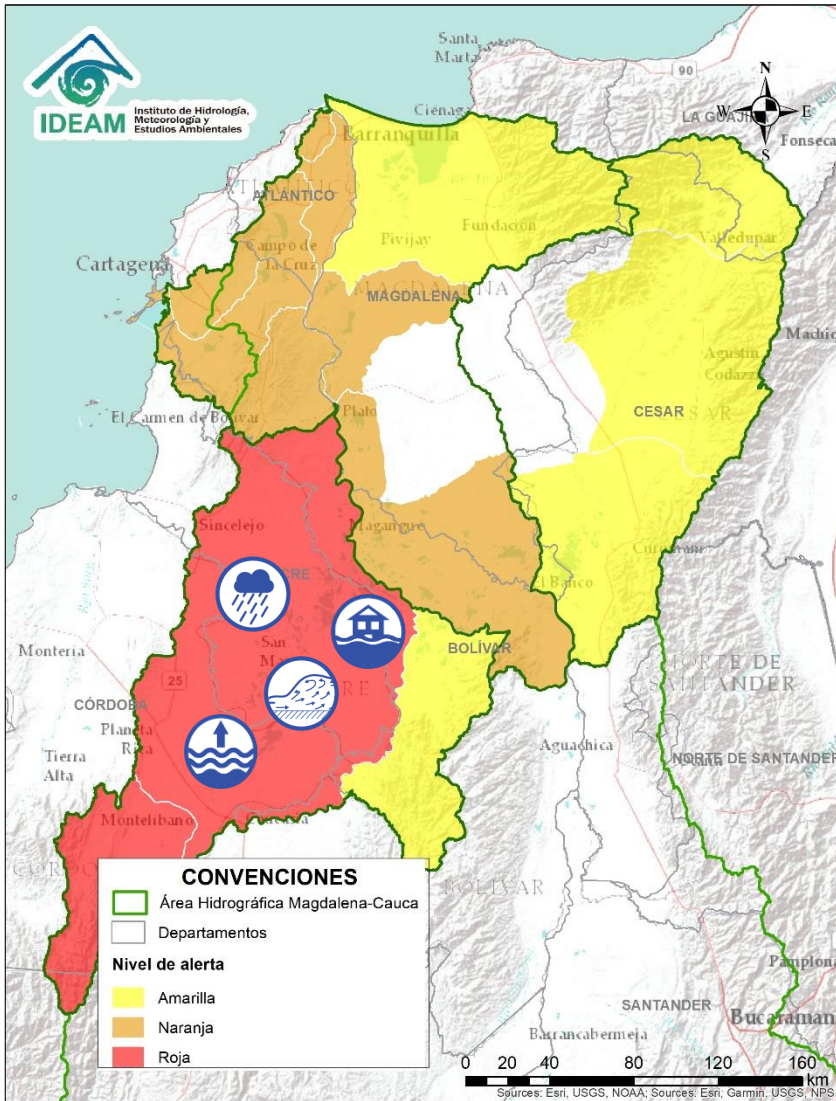 IDEAM
Instituto de Hidrología,
Meteorología y
Estudios Ambientales
Santa
Marta
90
N
W
E
S
Ciénaga
LA GUAJI
Fonseca
Barranquilla
ATLÁNTICO
Pivijay
Fundación
Valledupar
Campo de
la Cruz
Cartagena
MAGDALENA
Agustín
Codazzi
El Carmen de Bolívar
Plato
CESAR
Sincelejo
Magangué
El Banco
San
BOLÍVAR
Montería
25
CÓRDOBA
Planeta
Rica
Tierra
Alta
NORTE DE
SANTANDER
Aguachica
NORTE DE SANTANDER
Montelíbano
BOLÍVAR
CONVENCIONES
Área Hidrográfica Magdalena-Cauca
Departamentos
Nivel de alerta
Amarilla
Naranja
Roja
Pamplona
SANTANDER
Bucaraman
Barrancabermeja
0 20 40 80 120 160
km
Sources: Esri, USGS, NOAA; Sources: Esri, Garmin, USGS, NPS